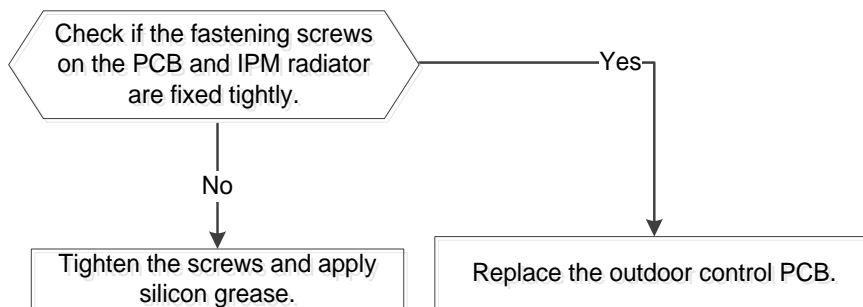 Check if the fastening screws
on the PCB and IPM radiator
are fixed tightly.
Yes
No
Tighten the screws and apply
silicon grease.
Replace the outdoor control PCB.